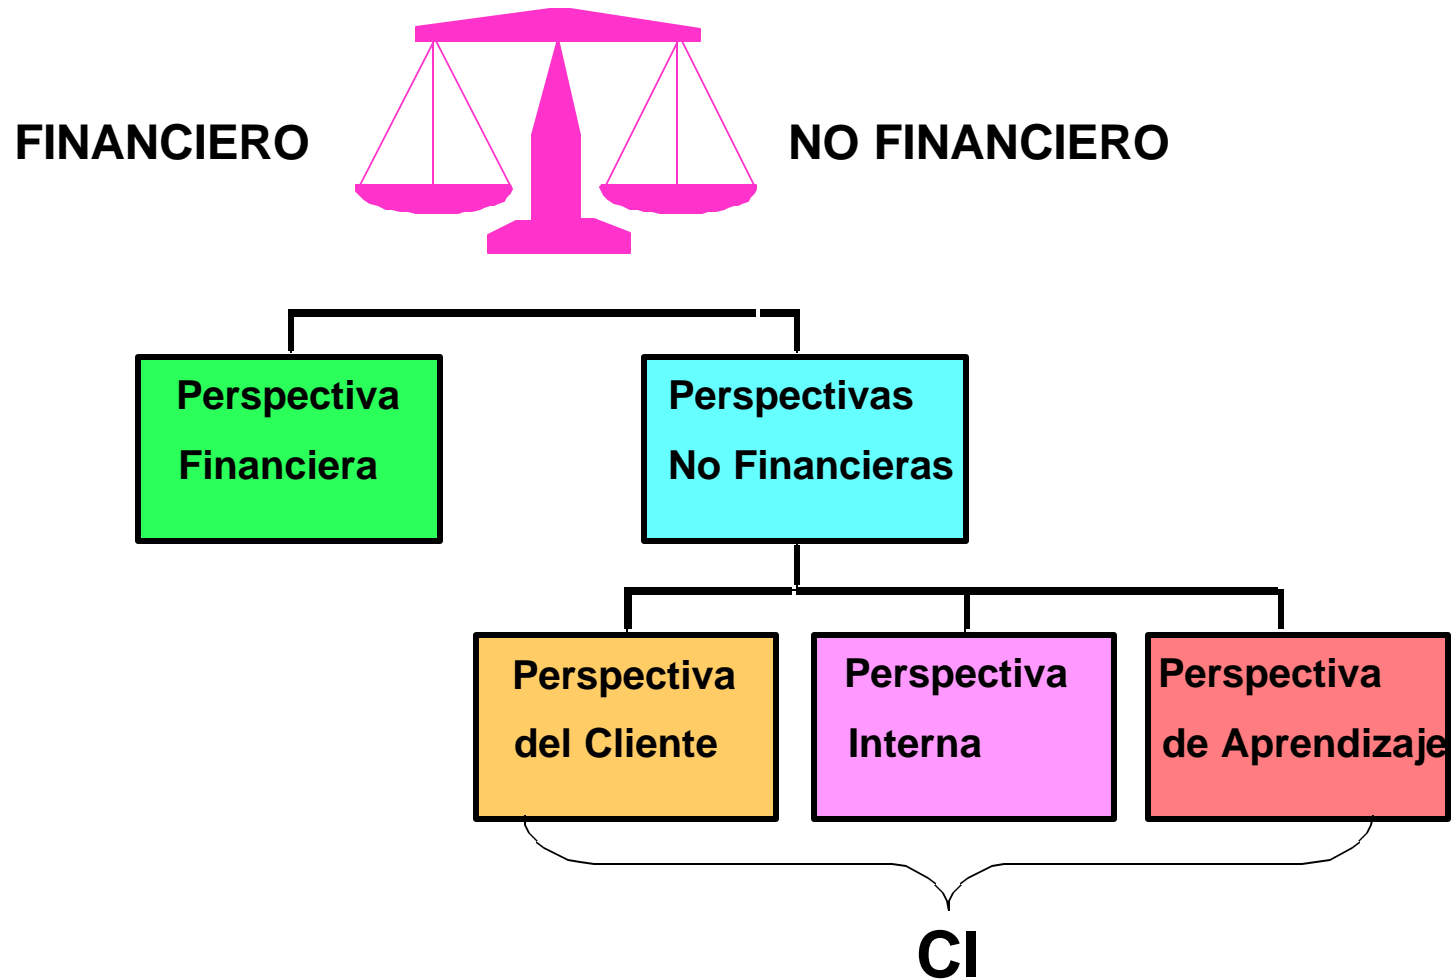 FINANCIERO
NO FINANCIERO
Perspectiva
Financiera
Perspectivas
No Financieras
Perspectiva
del Cliente
Perspectiva
Interna
Perspectiva
de Aprendizaje
CI